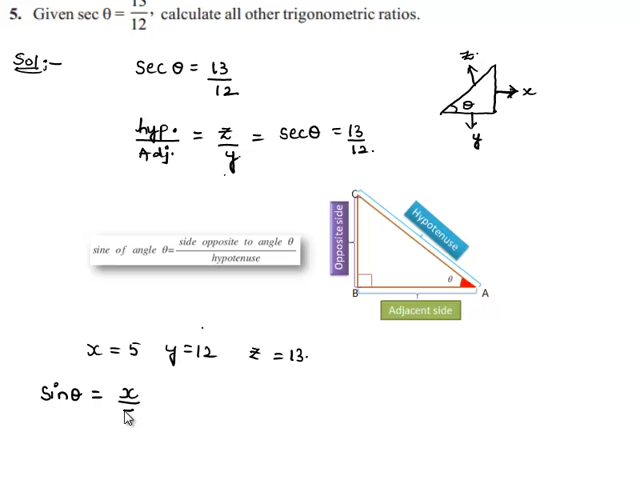 5. Given sec θ = 13/12, calculate all other trigonometric ratios.
Sol:-
sec θ = 13/12
hyp./Adj. = z/y = secθ = 13/12.
z.
θ
x
y
sine of angle θ = side opposite to angle θ / hypotenuse
C
Opposite side
Hypotenuse
θ
B
A
Adjacent side
x = 5 y = 12 z = 13.
sinθ = x